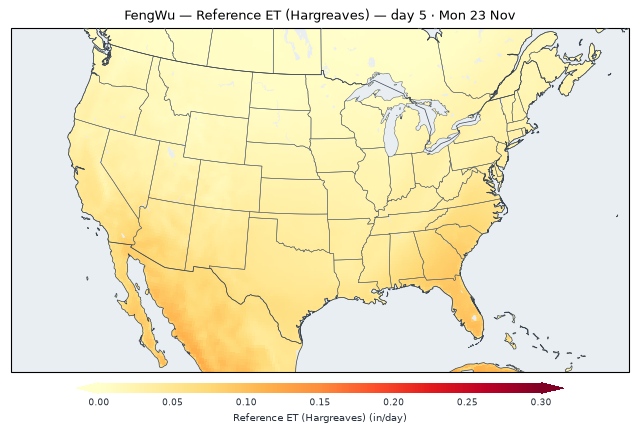 FengWu — Reference ET (Hargreaves) — day 5 · Mon 23 Nov
0.00 0.05 0.10 0.15 0.20 0.25 0.30
Reference ET (Hargreaves) (in/day)